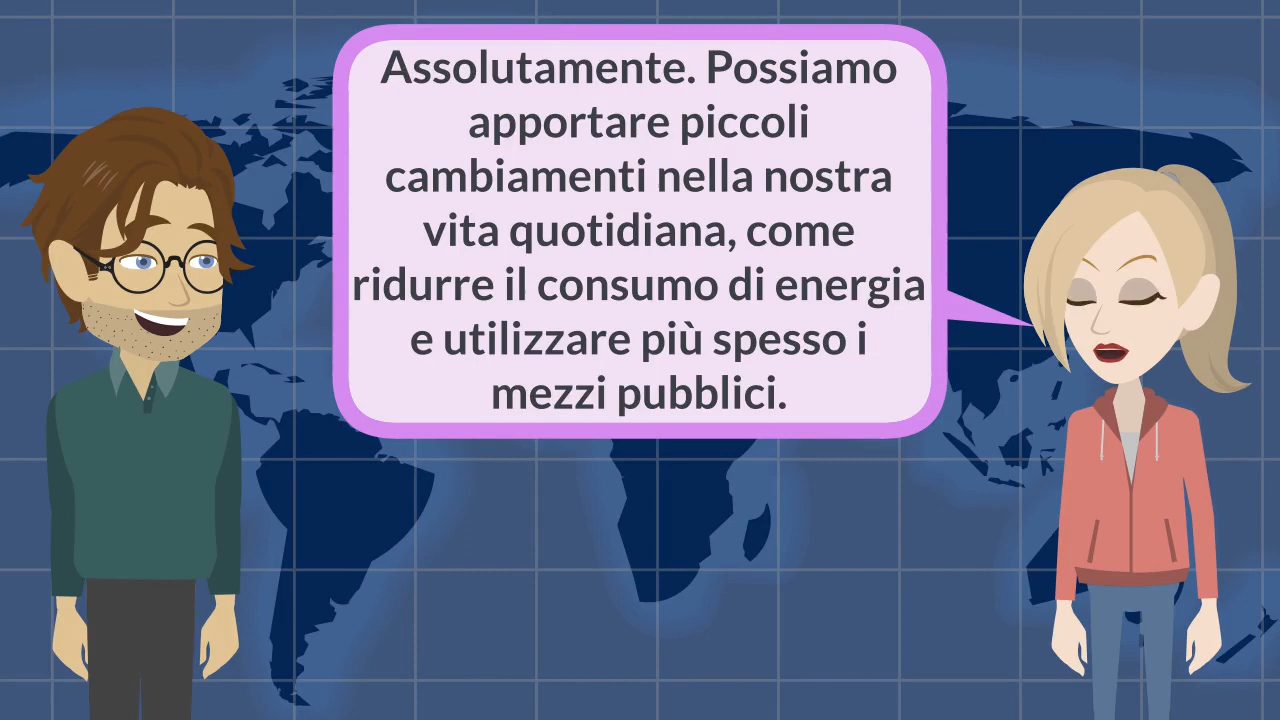 Assolutamente. Possiamo
apportare piccoli
cambiamenti nella nostra
vita quotidiana, come
ridurre il consumo di energia
e utilizzare più spesso i
mezzi pubblici.